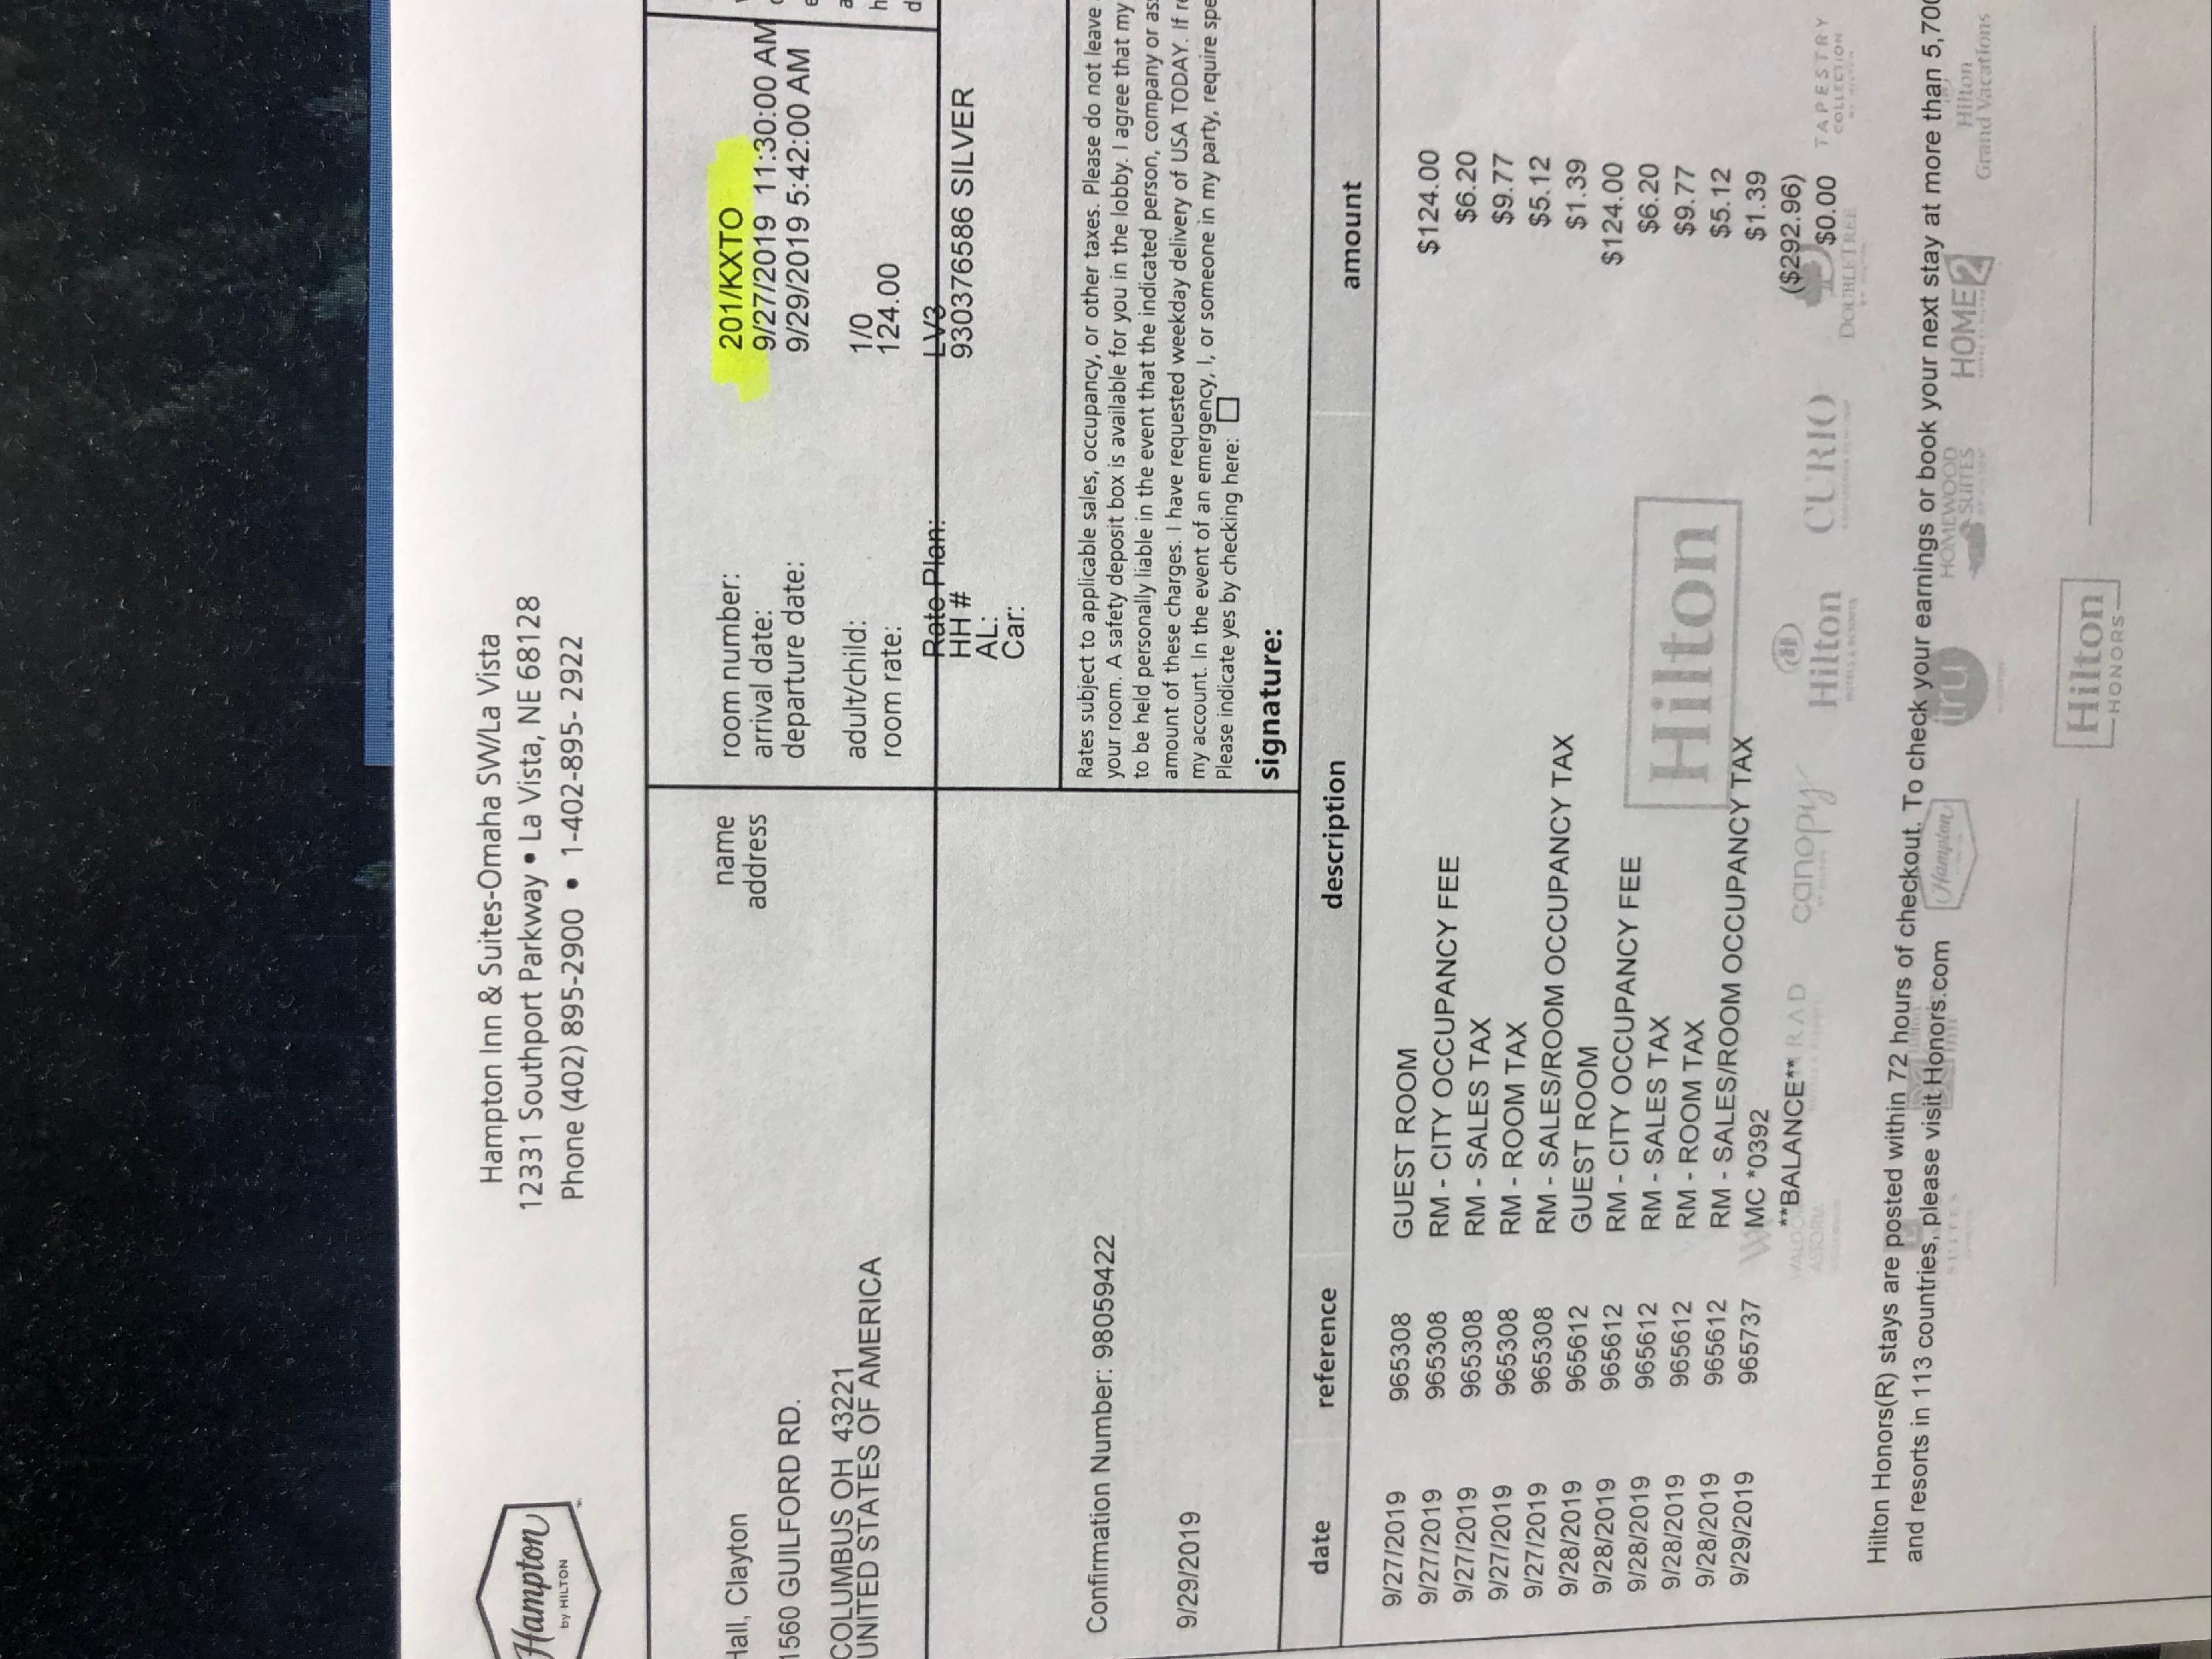 Hampton
by HILTON
Hampton Inn & Suites-Omaha SW/La Vista
12331 Southport Parkway • La Vista, NE 68128
Phone (402) 895-2900 • 1-402-895- 2922
name
address
Hall, Clayton
1560 GUILFORD RD.
COLUMBUS OH 43221
UNITED STATES OF AMERICA
room number: 201/KXTO
arrival date: 9/27/2019 11:30:00 AM
departure date: 9/29/2019 5:42:00 AM
adult/child: 1/0
room rate: 124.00
Rate Plan: LV3
HH # 930376586 SILVER
AL:
Car:
Confirmation Number: 98059422
9/29/2019
Rates subject to applicable sales, occupancy, or other taxes. Please do not leave
your room. A safety deposit box is available for you in the lobby. I agree that my
to be held personally liable in the event that the indicated person, company or as
amount of these charges. I have requested weekday delivery of USA TODAY. If re
my account. In the event of an emergency, I, or someone in my party, require spe
Please indicate yes by checking here:
signature:
date reference description amount
9/27/2019 965308 GUEST ROOM $124.00
9/27/2019 965308 RM - CITY OCCUPANCY FEE $6.20
9/27/2019 965308 RM - SALES TAX $9.77
9/27/2019 965308 RM - ROOM TAX $5.12
9/27/2019 965308 RM - SALES/ROOM OCCUPANCY TAX $1.39
9/28/2019 965612 GUEST ROOM $124.00
9/28/2019 965612 RM - CITY OCCUPANCY FEE $6.20
9/28/2019 965612 RM - SALES TAX $9.77
9/28/2019 965612 RM - ROOM TAX $5.12
9/28/2019 965612 RM - SALES/ROOM OCCUPANCY TAX $1.39
9/29/2019 965737 MC *0392 ($292.96)
**BALANCE** $0.00
Hilton
WALDORF
ASTORIA
CONRAD
canopy
Hilton
CURIO
DOUBLETREE
TAPESTRY
COLLECTION
Hilton Honors(R) stays are posted within 72 hours of checkout. To check your earnings or book your next stay at more than 5,700
and resorts in 113 countries, please visit Honors.com
SUITES
Hampton
tru
HOMEWOOD
SUITES
HOME2
Hilton
Grand Vacations
Hilton
HONORS